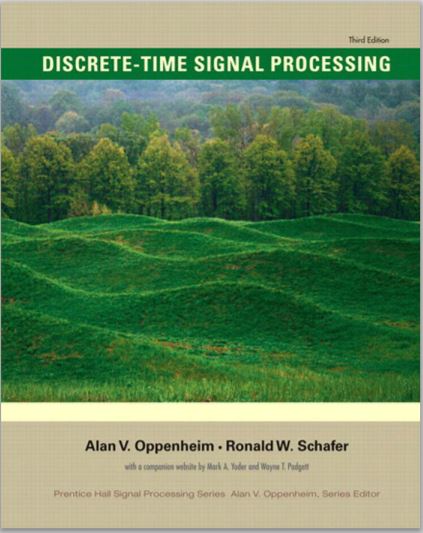 Third Edition
DISCRETE-TIME SIGNAL PROCESSING
Alan V. Oppenheim • Ronald W. Schafer
with a companion website by Mark A. Yoder and Wayne T. Padgett
Prentice Hall Signal Processing Series Alan V. Oppenheim, Series Editor